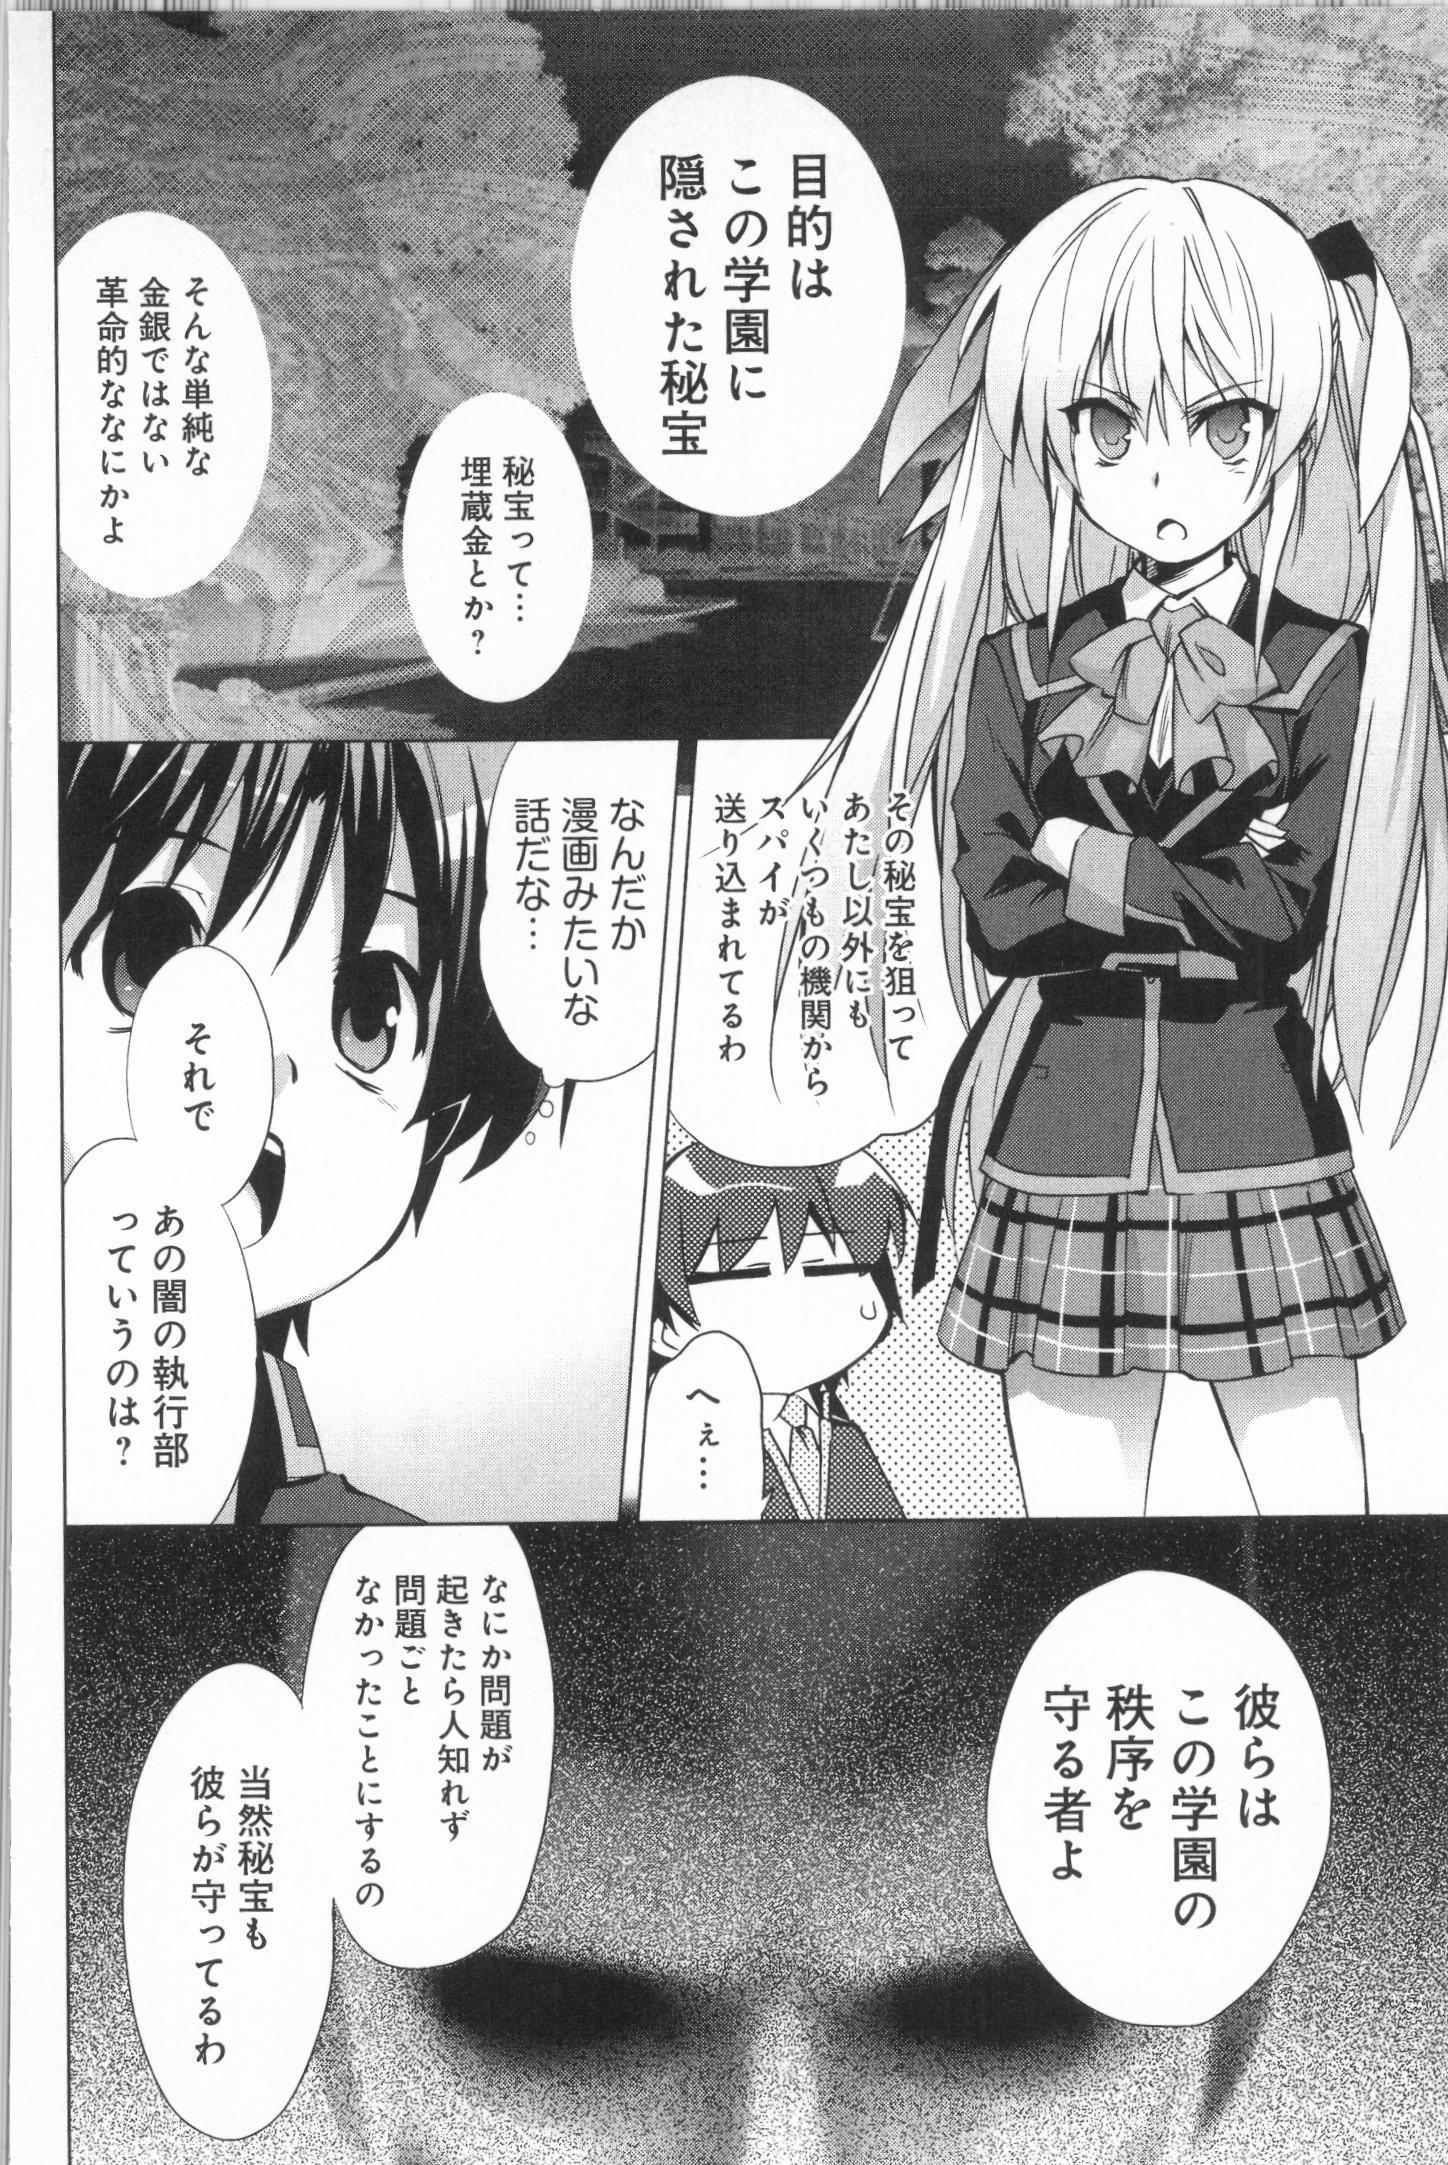 目的は
この学園に
隠された秘宝
秘宝って…
埋蔵金とか?
そんな単純な
金銀ではない
革命的ななにかよ
その秘宝を狙って
あたし以外にも
いくつもの機関から
スパイが
送り込まれてるわ
へぇ…
なんだか
漫画みたいな
話だな…
それで
あの闇の執行部
っていうのは?
彼らは
この学園の
秩序を
守る者よ
なにか問題が
起きたら人知れず
問題ごと
なかったことにするの
当然秘宝も
彼らが守ってるわ